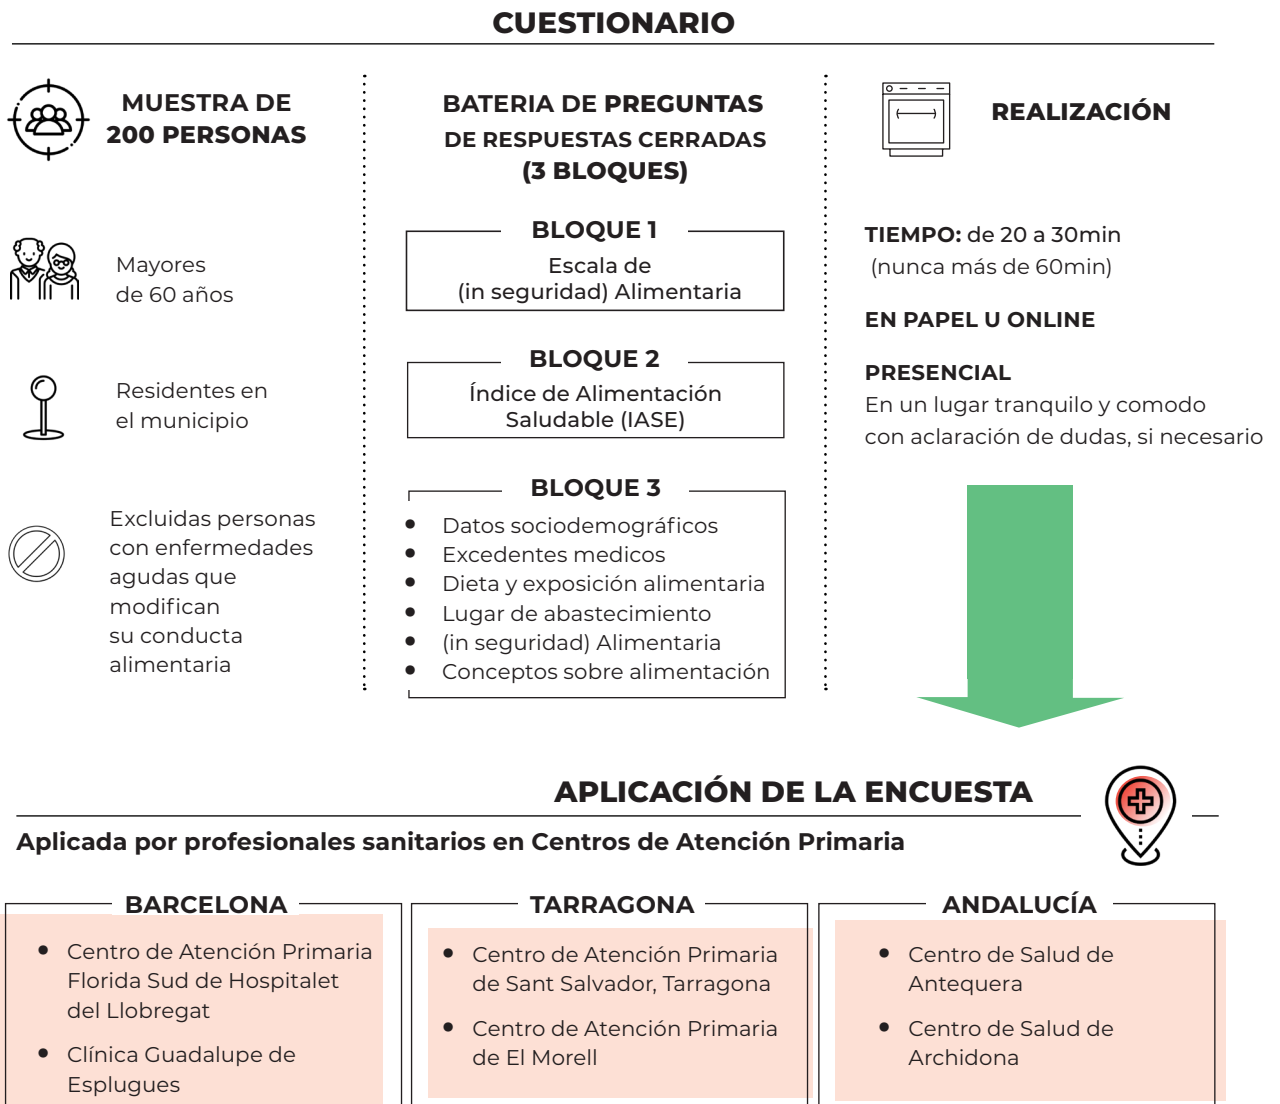 CUESTIONARIO
MUESTRA DE
200 PERSONAS
Mayores
de 60 años
Residentes en
el municipio
Excluidas personas
con enfermedades
agudas que
modifican
su conducta
alimentaria
BATERIA DE PREGUNTAS
DE RESPUESTAS CERRADAS
(3 BLOQUES)
BLOQUE 1
Escala de
(in seguridad) Alimentaria
BLOQUE 2
Índice de Alimentación
Saludable (IASE)
BLOQUE 3
• Datos sociodemográficos
• Excedentes medicos
• Dieta y exposición alimentaria
• Lugar de abastecimiento
• (in seguridad) Alimentaria
• Conceptos sobre alimentación
REALIZACIÓN
TIEMPO: de 20 a 30min
(nunca más de 60min)
EN PAPEL U ONLINE
PRESENCIAL
En un lugar tranquilo y comodo
con aclaración de dudas, si necesario
APLICACIÓN DE LA ENCUESTA
Aplicada por profesionales sanitarios en Centros de Atención Primaria
BARCELONA
• Centro de Atención Primaria
Florida Sud de Hospitalet
del Llobregat
• Clínica Guadalupe de
Esplugues
TARRAGONA
• Centro de Atención Primaria
de Sant Salvador, Tarragona
• Centro de Atención Primaria
de El Morell
ANDALUCÍA
• Centro de Salud de
Antequera
• Centro de Salud de
Archidona